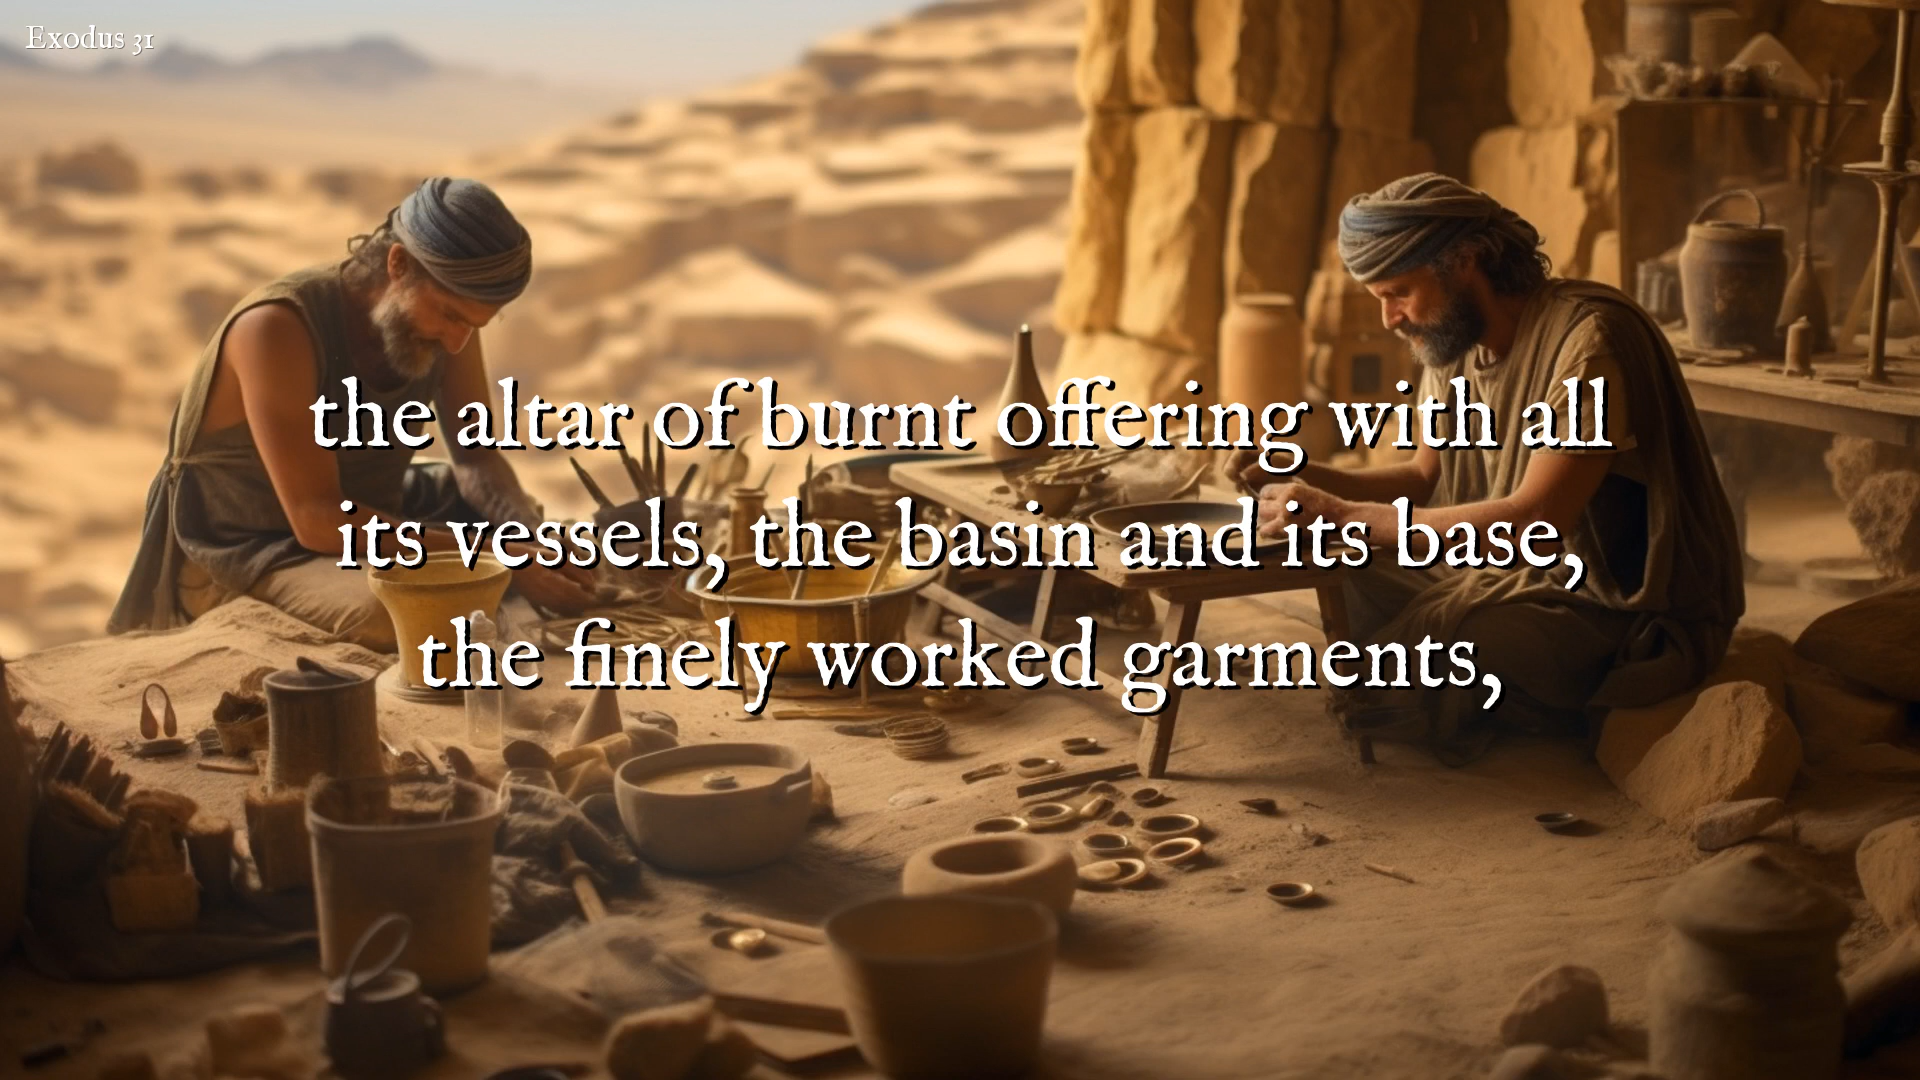 Exodus 31
the altar of burnt offering with all
its vessels, the basin and its base,
the finely worked garments,